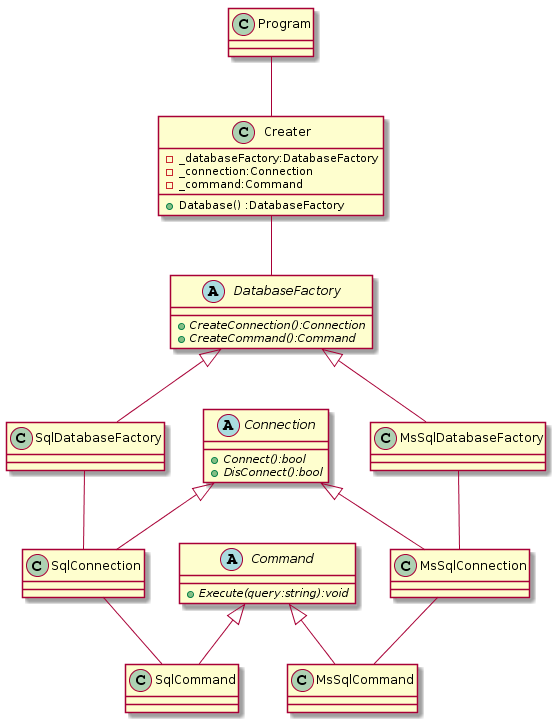 C Program
C Creater
_databaseFactory:DatabaseFactory
_connection:Connection
_command:Command
Database() :DatabaseFactory
A DatabaseFactory
CreateConnection():Connection
CreateCommand():Command
C SqlDatabaseFactory
A Connection
Connect():bool
DisConnect():bool
C MsSqlDatabaseFactory
C SqlConnection
A Command
Execute(query:string):void
C MsSqlConnection
C SqlCommand
C MsSqlCommand